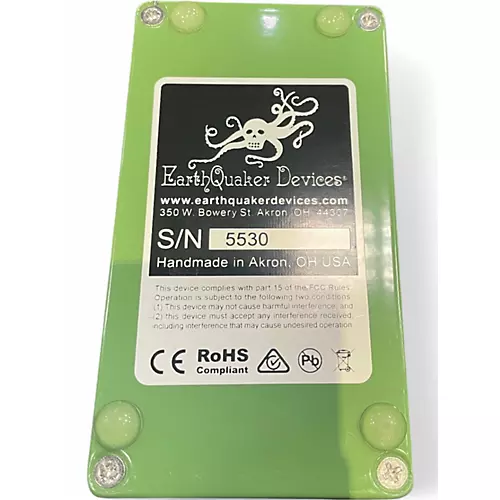 EarthQuaker Devices®
www.earthquakerdevices.com
350 W. Bowery St. Akron, OH 44307
S/N 5530
Handmade in Akron, OH USA
This device complies with part 15 of the FCC Rules
Operation is subject to the following two conditions
(1) This device may not cause harmful interference, and
(2) this device must accept any interference received,
including interference that may cause undesired operation
CE RoHS Pb
Compliant